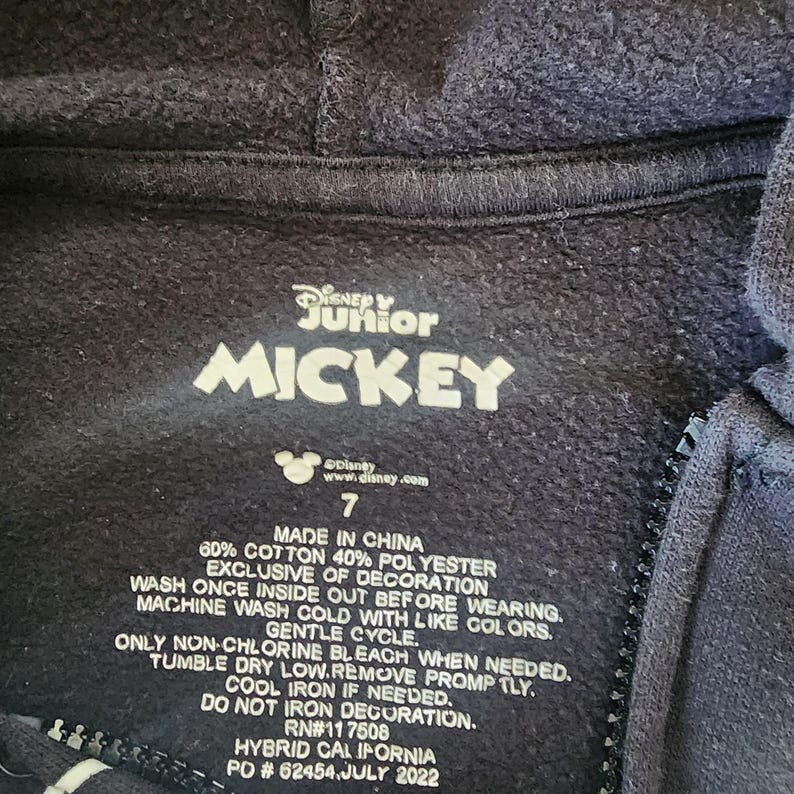 Disney
Junior
MICKEY
©Disney
www.disney.com
7
MADE IN CHINA
60% COTTON 40% POLYESTER
EXCLUSIVE OF DECORATION
WASH ONCE INSIDE OUT BEFORE WEARING.
MACHINE WASH COLD WITH LIKE COLORS.
GENTLE CYCLE.
ONLY NON-CHLORINE BLEACH WHEN NEEDED.
TUMBLE DRY LOW.REMOVE PROMPTLY.
COOL IRON IF NEEDED.
DO NOT IRON DECORATION.
RN#117508
HYBRID CALIFORNIA
PO # 62454,JULY 2022